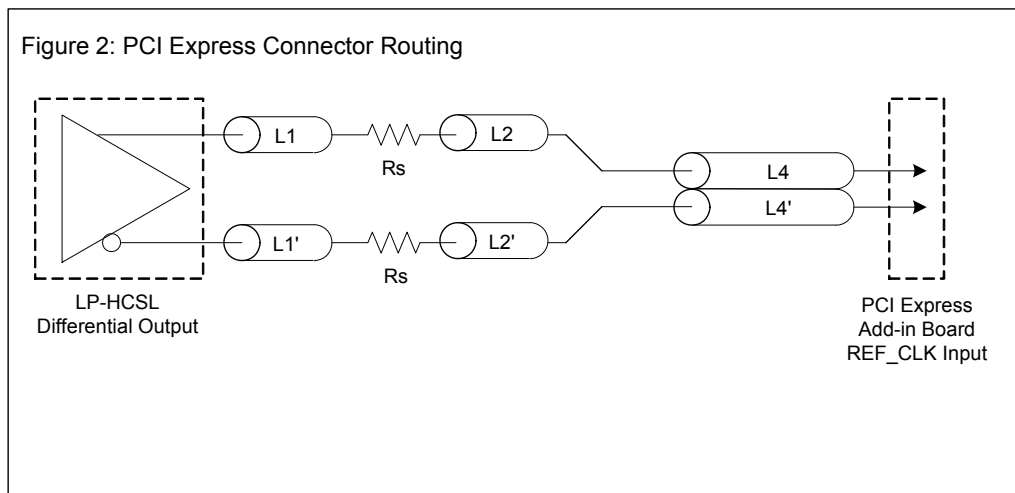 Figure 2: PCI Express Connector Routing
L1
Rs
L2
L4
L4'
L1'
Rs
L2'
LP-HCSL
Differential Output
PCI Express
Add-in Board
REF_CLK Input